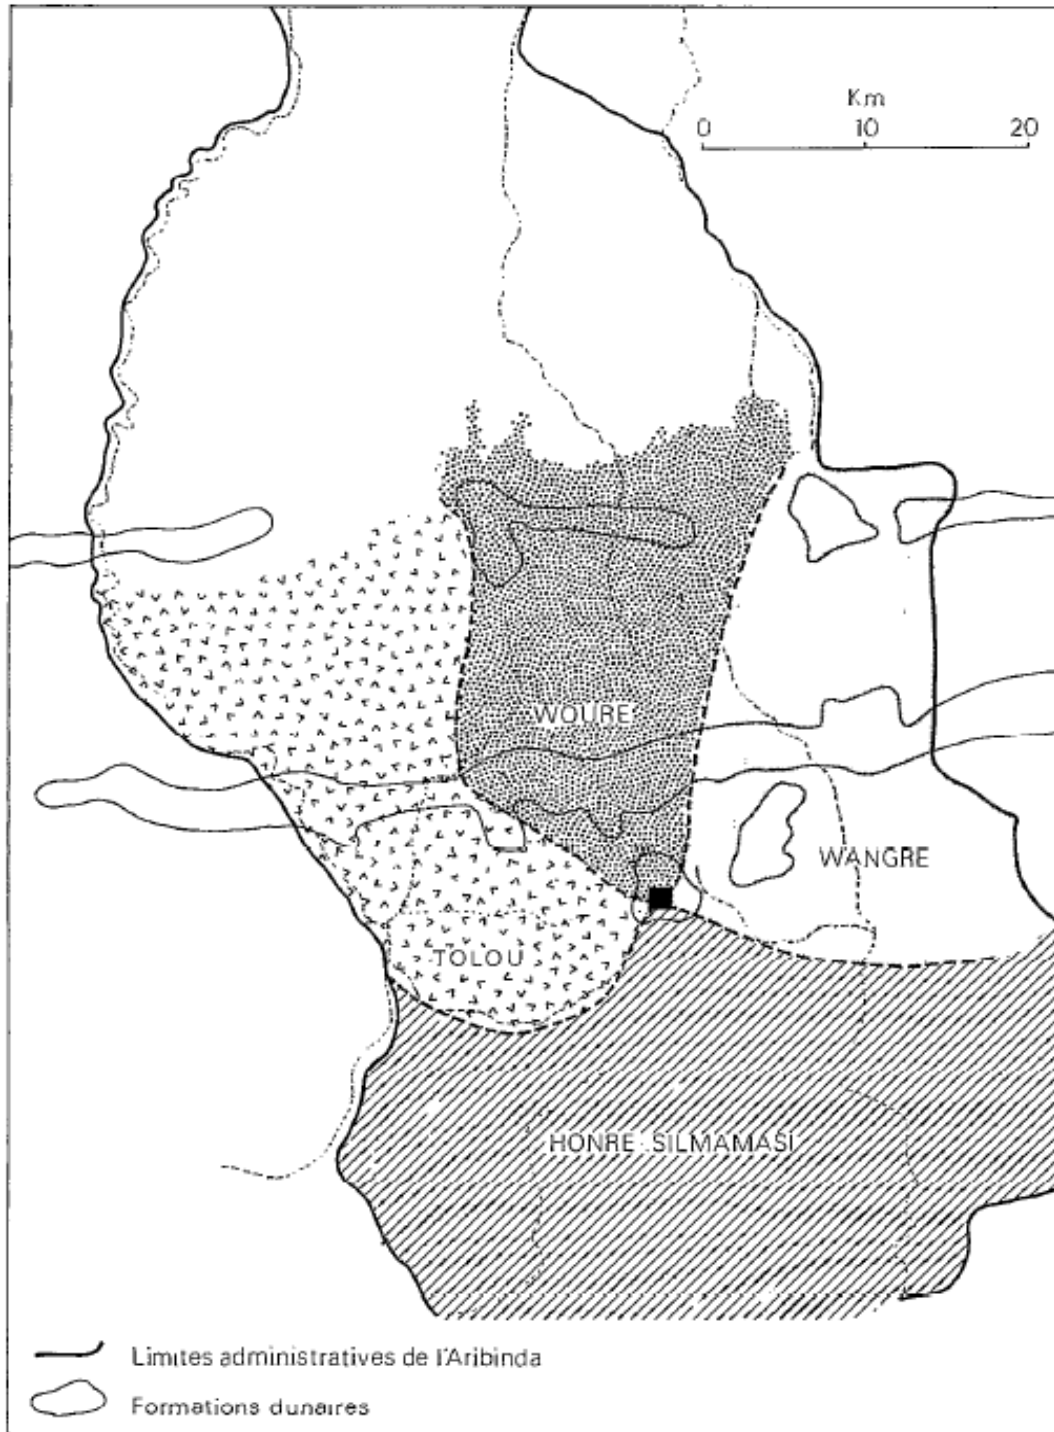 Km
0 10 20
WOURE
WANGRE
TOLOU
HONRE SILMAMASI
Limites administratives de l'Aribinda
Formations dunaires